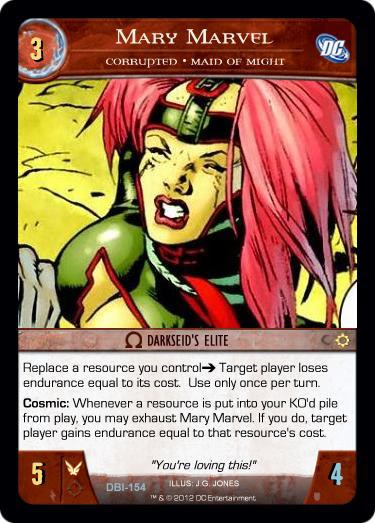 3
MARY MARVEL
CORRUPTED • MAID OF MIGHT
DC
Ω DARKSEID'S ELITE
Replace a resource you control➔ Target player loses
endurance equal to its cost. Use only once per turn.
Cosmic: Whenever a resource is put into your KO'd pile
from play, you may exhaust Mary Marvel. If you do, target
player gains endurance equal to that resource's cost.
5
"You're loving this!"
4
DBI-154
ILLUS: J.G. JONES
™ & © 2012 DC Entertainment